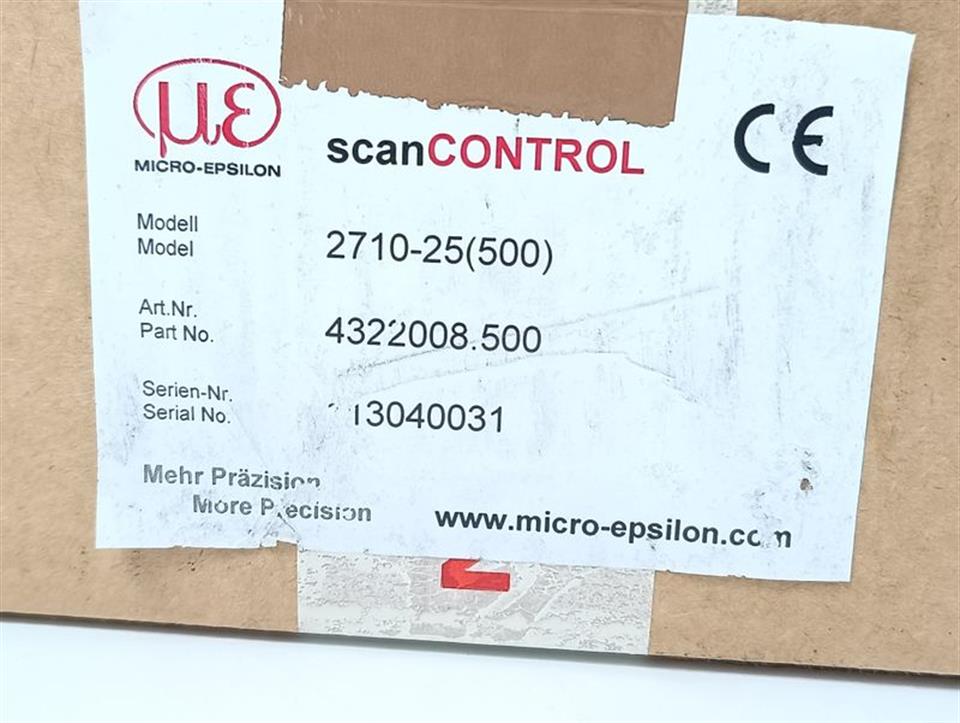 με
MICRO-EPSILON
scanCONTROL
CE
Modell
Model
2710-25(500)
Art.Nr.
Part No.
4322008.500
Serien-Nr.
Serial No.
Mehr Präzision
More Precision
www.micro-epsilon.com